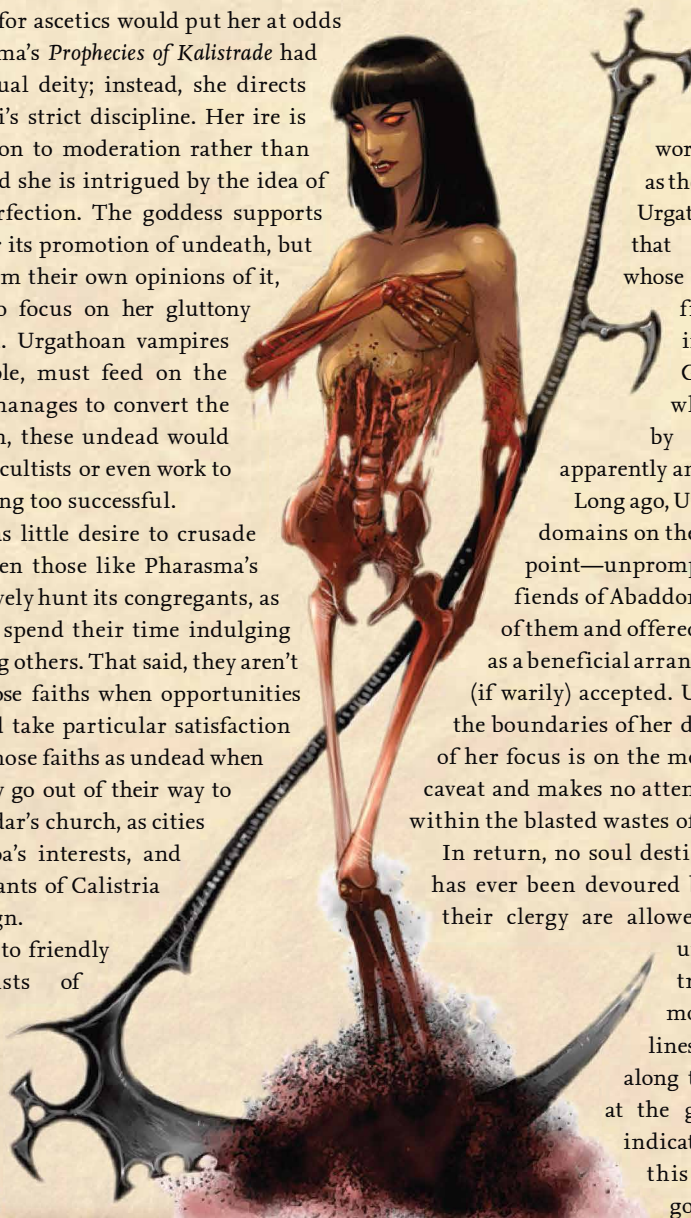 for ascetics would put her at odds
ma's Prophecies of Kalistrade had
ual deity; instead, she directs
i's strict discipline. Her ire is
on to moderation rather than
d she is intrigued by the idea of
rfection. The goddess supports
r its promotion of undeath, but
m their own opinions of it,
o focus on her gluttony
. Urgathoan vampires
ple, must feed on the
manages to convert the
n, these undead would
cultists or even work to
ng too successful.
as little desire to crusade
en those like Pharasma's
vely hunt its congregants, as
spend their time indulging
g others. That said, they aren't
ose faiths when opportunities
d take particular satisfaction
hose faiths as undead when
y go out of their way to
dar's church, as cities
oa's interests, and
ants of Calistria
gn.
to friendly
sts of
wor
as the
Urgat
that
whose
fi
i
C
wh
by
apparently ar
Long ago, U
domains on the
point—unpromp
fiends of Abaddon
of them and offered
as a beneficial arran
(if warily) accepted. U
the boundaries of her d
of her focus is on the mo
caveat and makes no atten
within the blasted wastes of
In return, no soul desti
has ever been devoured b
their clergy are allowe
u
tr
mo
lines
along t
at the g
indicat
this
go